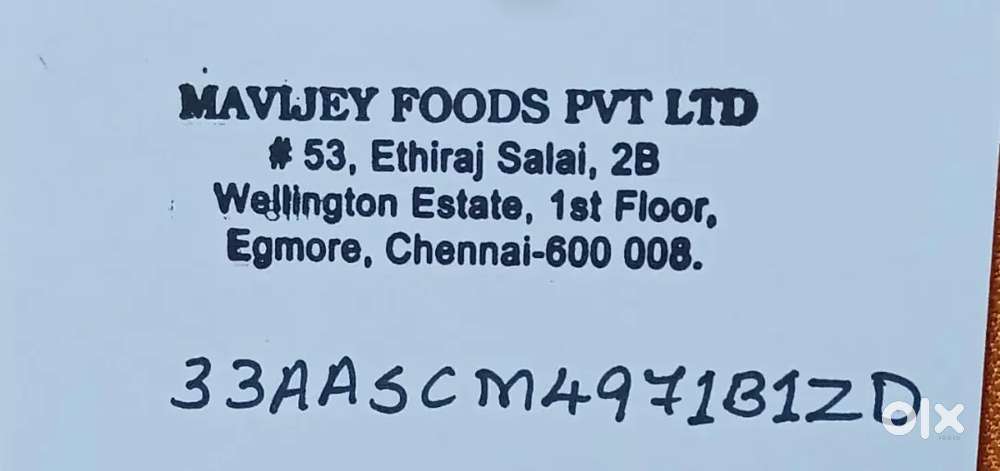 MAVIJEY FOODS PVT LTD
# 53, Ethiraj Salai, 2B
Wellington Estate, 1st Floor,
Egmore, Chennai-600 008.
33AASCM4971B1ZD
olx